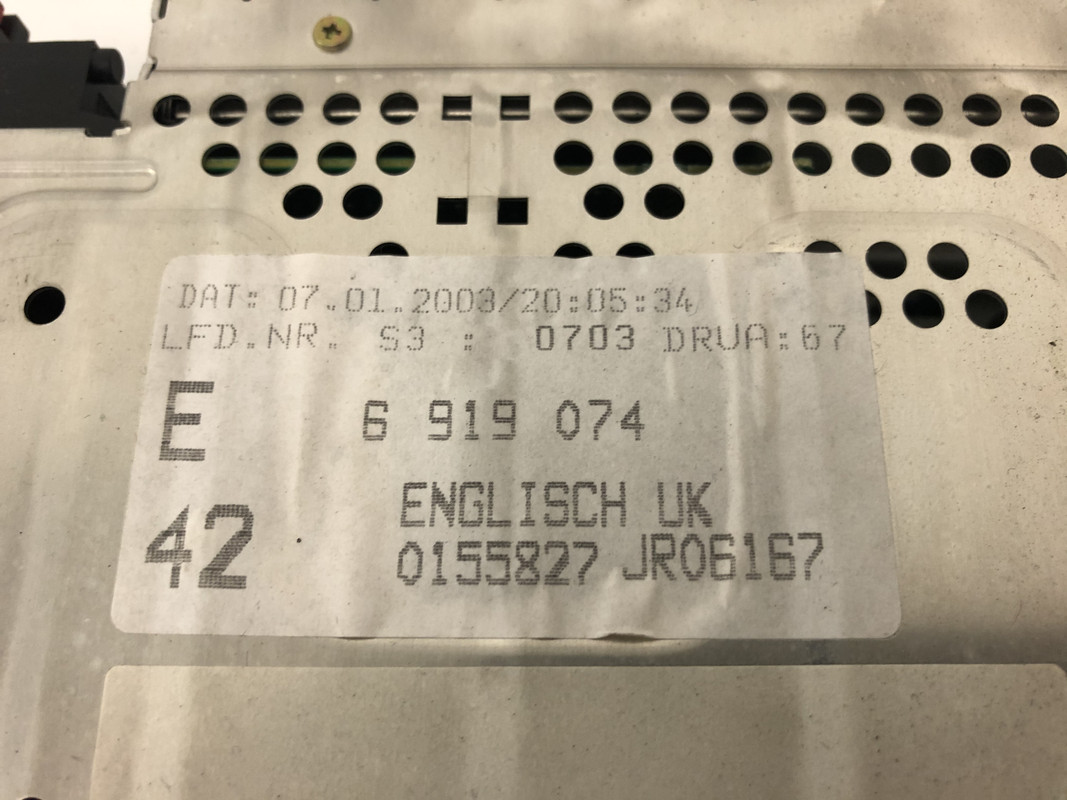 DAT: 07.01.2003/20:05:34
LFD.NR. S3 : 0703 DRUA:67
E 6 919 074
ENGLISCH UK
42 0155827 JR06167